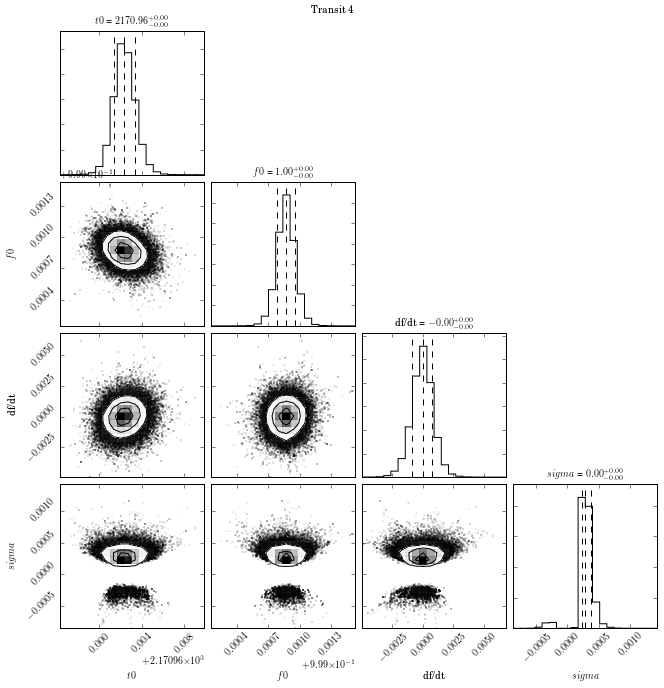 Transit 4
t0 = 2170.96 +0.00 −0.00
f0 = 1.00 +0.00 −0.00
f0
0.0013
0.0010
0.0007
0.0004
df/dt = −0.00 +0.00 −0.00
df/dt
0.0050
0.0025
0.0000
−0.0025
sigma = 0.00 +0.00 −0.00
sigma
0.0010
0.0005
0.0000
−0.0005
0.000 0.004 0.008 0.0004 0.0007 0.0010 0.0013 −0.0025 0.0000 0.0025 0.0050 −0.0005 0.0000 0.0005 0.0010
+2.17096×10³ +9.99×10⁻¹
t0 f0 df/dt sigma